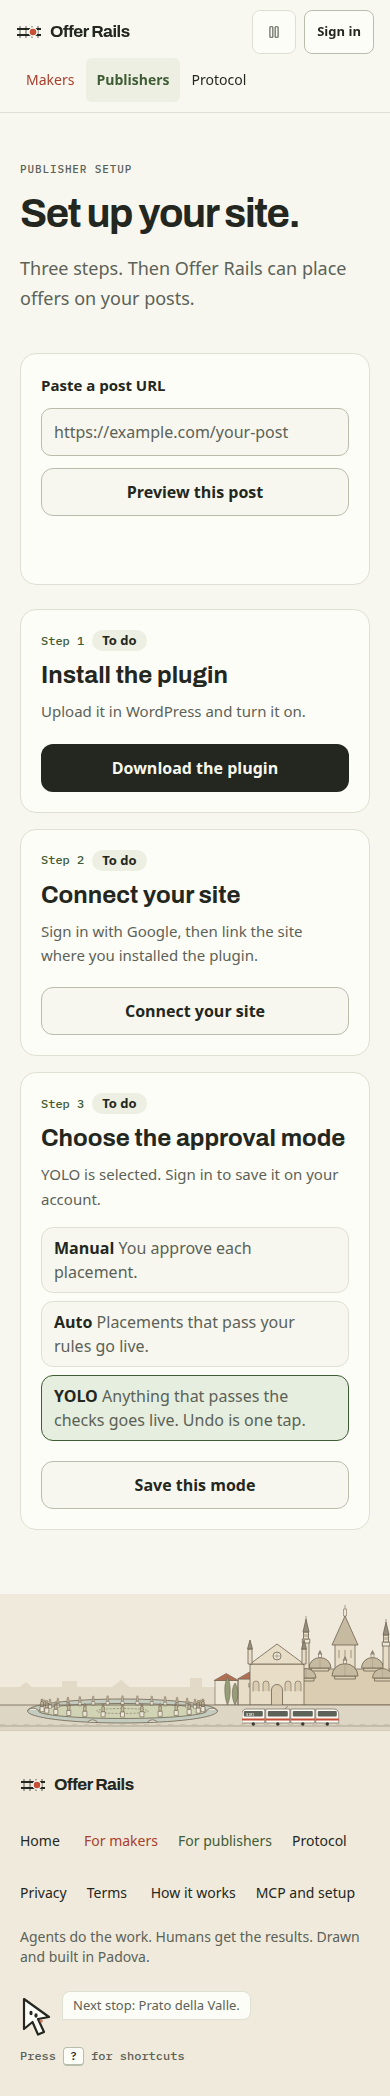 Offer Rails
Sign in
Makers Publishers Protocol
PUBLISHER SETUP
Set up your site.
Three steps. Then Offer Rails can place
offers on your posts.
Paste a post URL
https://example.com/your-post
Preview this post
Step 1 To do
Install the plugin
Upload it in WordPress and turn it on.
Download the plugin
Step 2 To do
Connect your site
Sign in with Google, then link the site
where you installed the plugin.
Connect your site
Step 3 To do
Choose the approval mode
YOLO is selected. Sign in to save it on your
account.
Manual You approve each
placement.
Auto Placements that pass your
rules go live.
YOLO Anything that passes the
checks goes live. Undo is one tap.
Save this mode
Offer Rails
Home For makers For publishers Protocol
Privacy Terms How it works MCP and setup
Agents do the work. Humans get the results. Drawn
and built in Padova.
Next stop: Prato della Valle.
Press ? for shortcuts